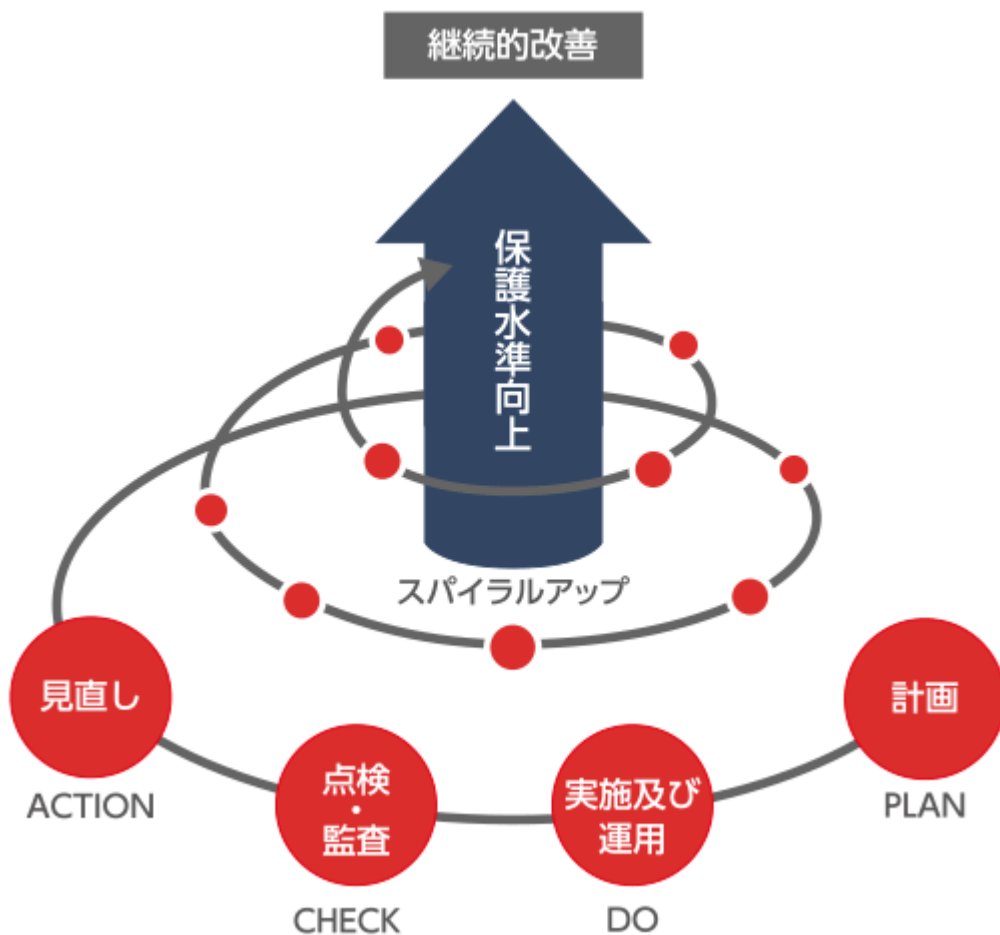 継続的改善
保護水準向上
スパイラルアップ
見直し
ACTION
点検
・
監査
CHECK
実施及び
運用
DO
計画
PLAN